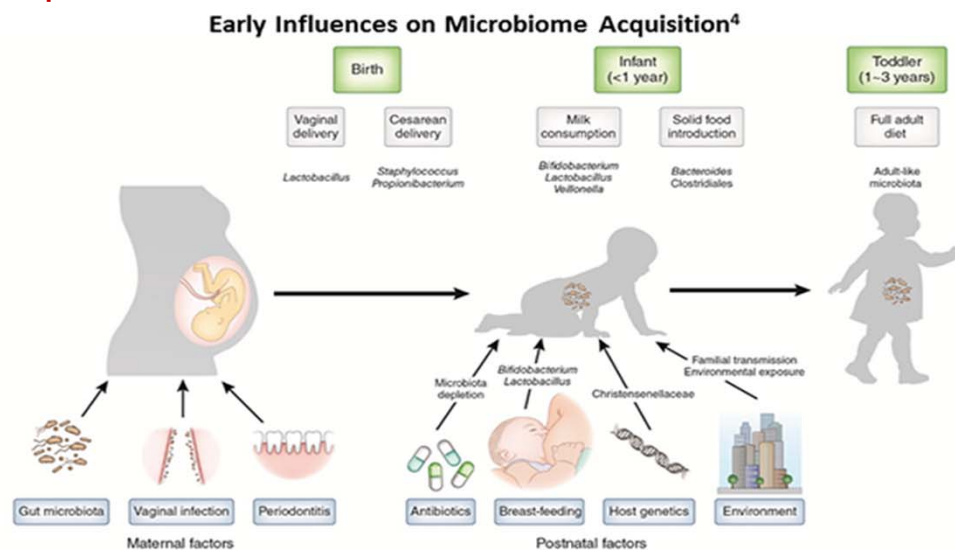 Early Influences on Microbiome Acquisition4
Birth
Infant
(<1 year)
Toddler
(1~3 years)
Vaginal
delivery
Cesarean
delivery
Milk
consumption
Solid food
introduction
Full adult
diet
Lactobacillus
Staphylococcus
Propionibacterium
Bifidobacterium
Lactobacillus
Veillonella
Bacteroides
Clostridiales
Adult-like
microbiota
Microbiota
depletion
Bifidobacterium
Lactobacillus
Christensenellaceae
Familial transmission
Environmental exposure
Gut microbiota
Vaginal infection
Periodontitis
Antibiotics
Breast-feeding
Host genetics
Environment
Maternal factors
Postnatal factors